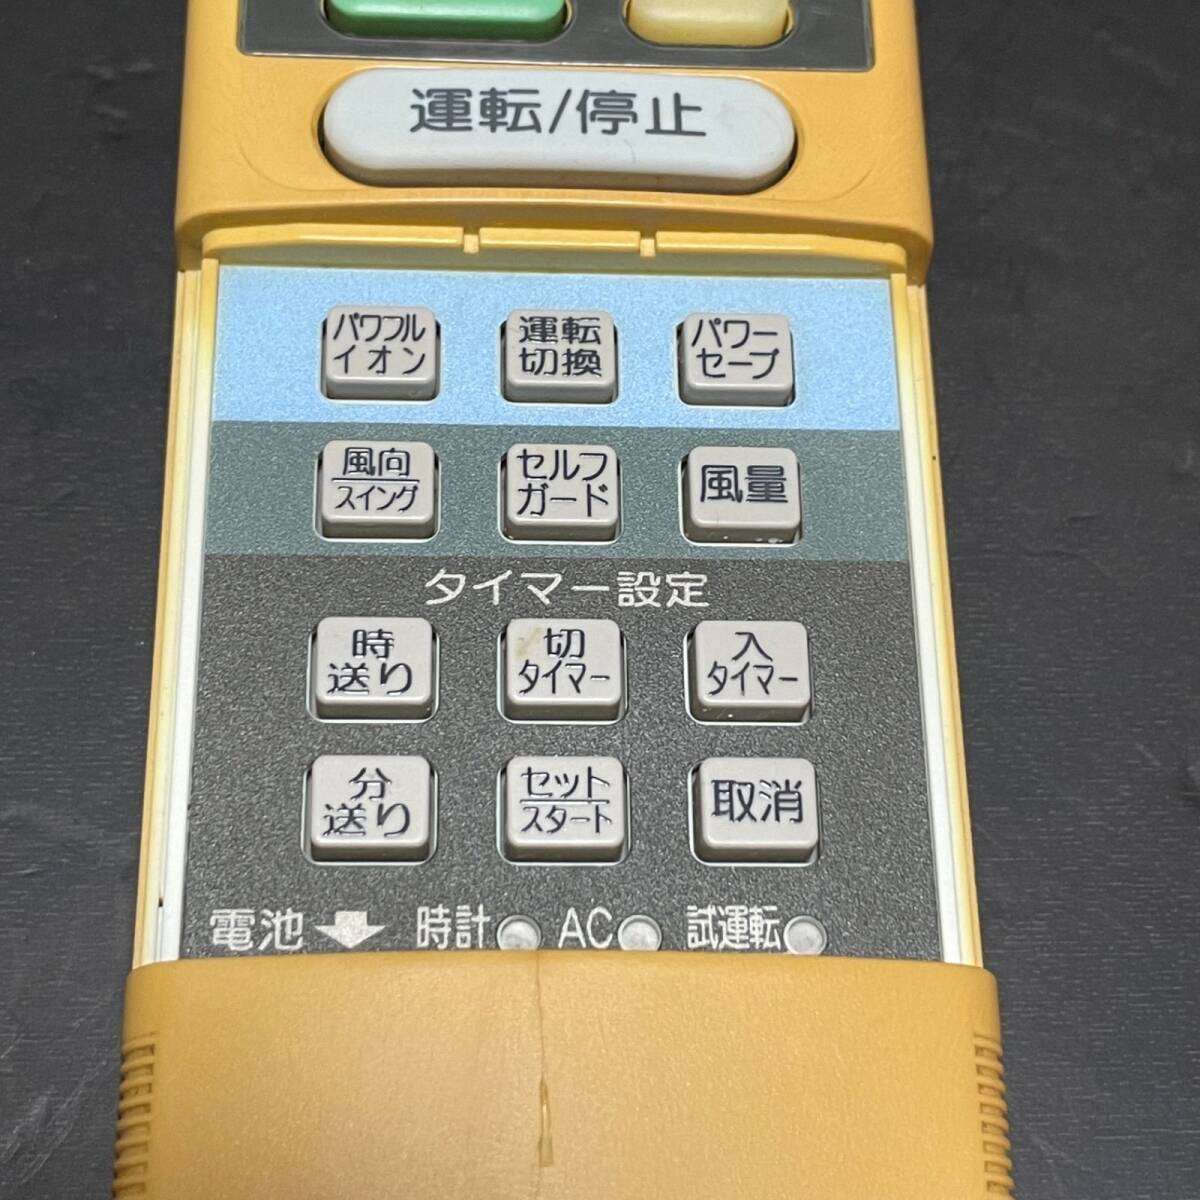 運転/停止
パワフル
イオン
運転
切換
パワー
セーブ
風向
スイング
セルフ
ガード
風量
タイマー設定
時
送り
切
タイマー
入
タイマー
分
送り
セット
スタート
取消
電池 時計 AC 試運転